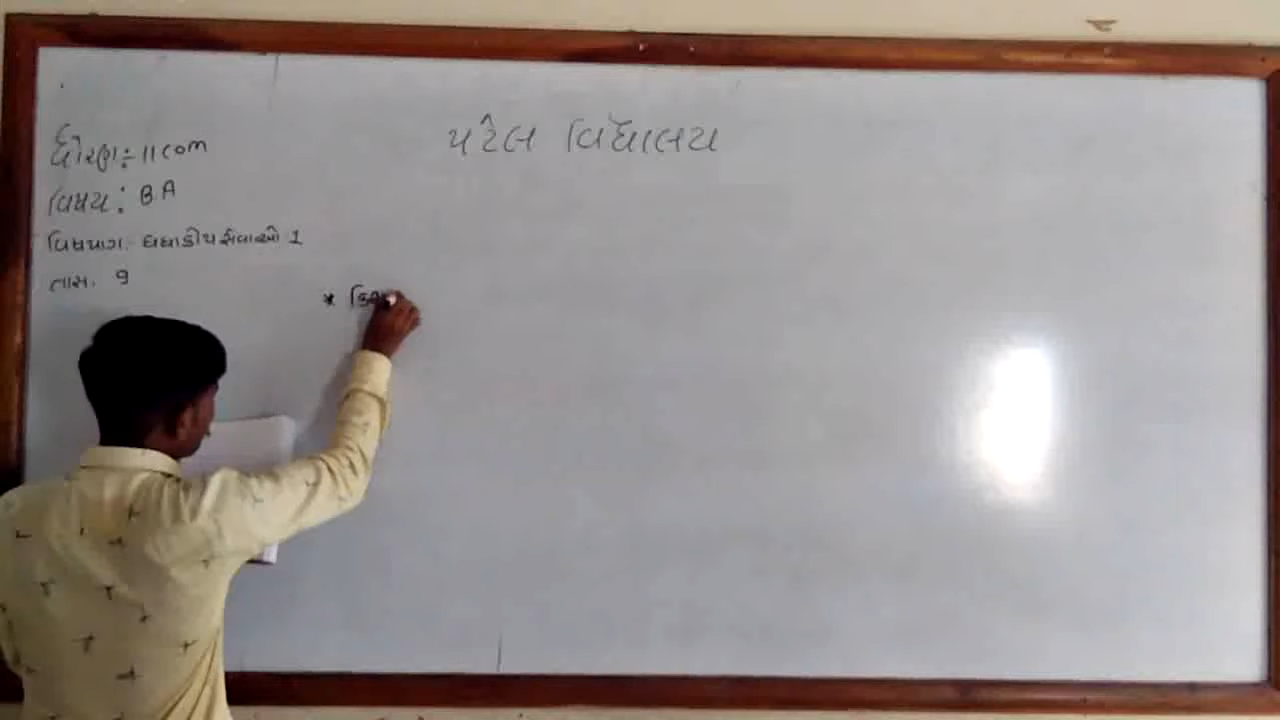 પટેલ વિદ્યાલય
ધોરણ:- 11 com
વિષય: B.A
વિષયાંગ:- ધંધાકીય સેવાઓ 1
તાસ. 9
*